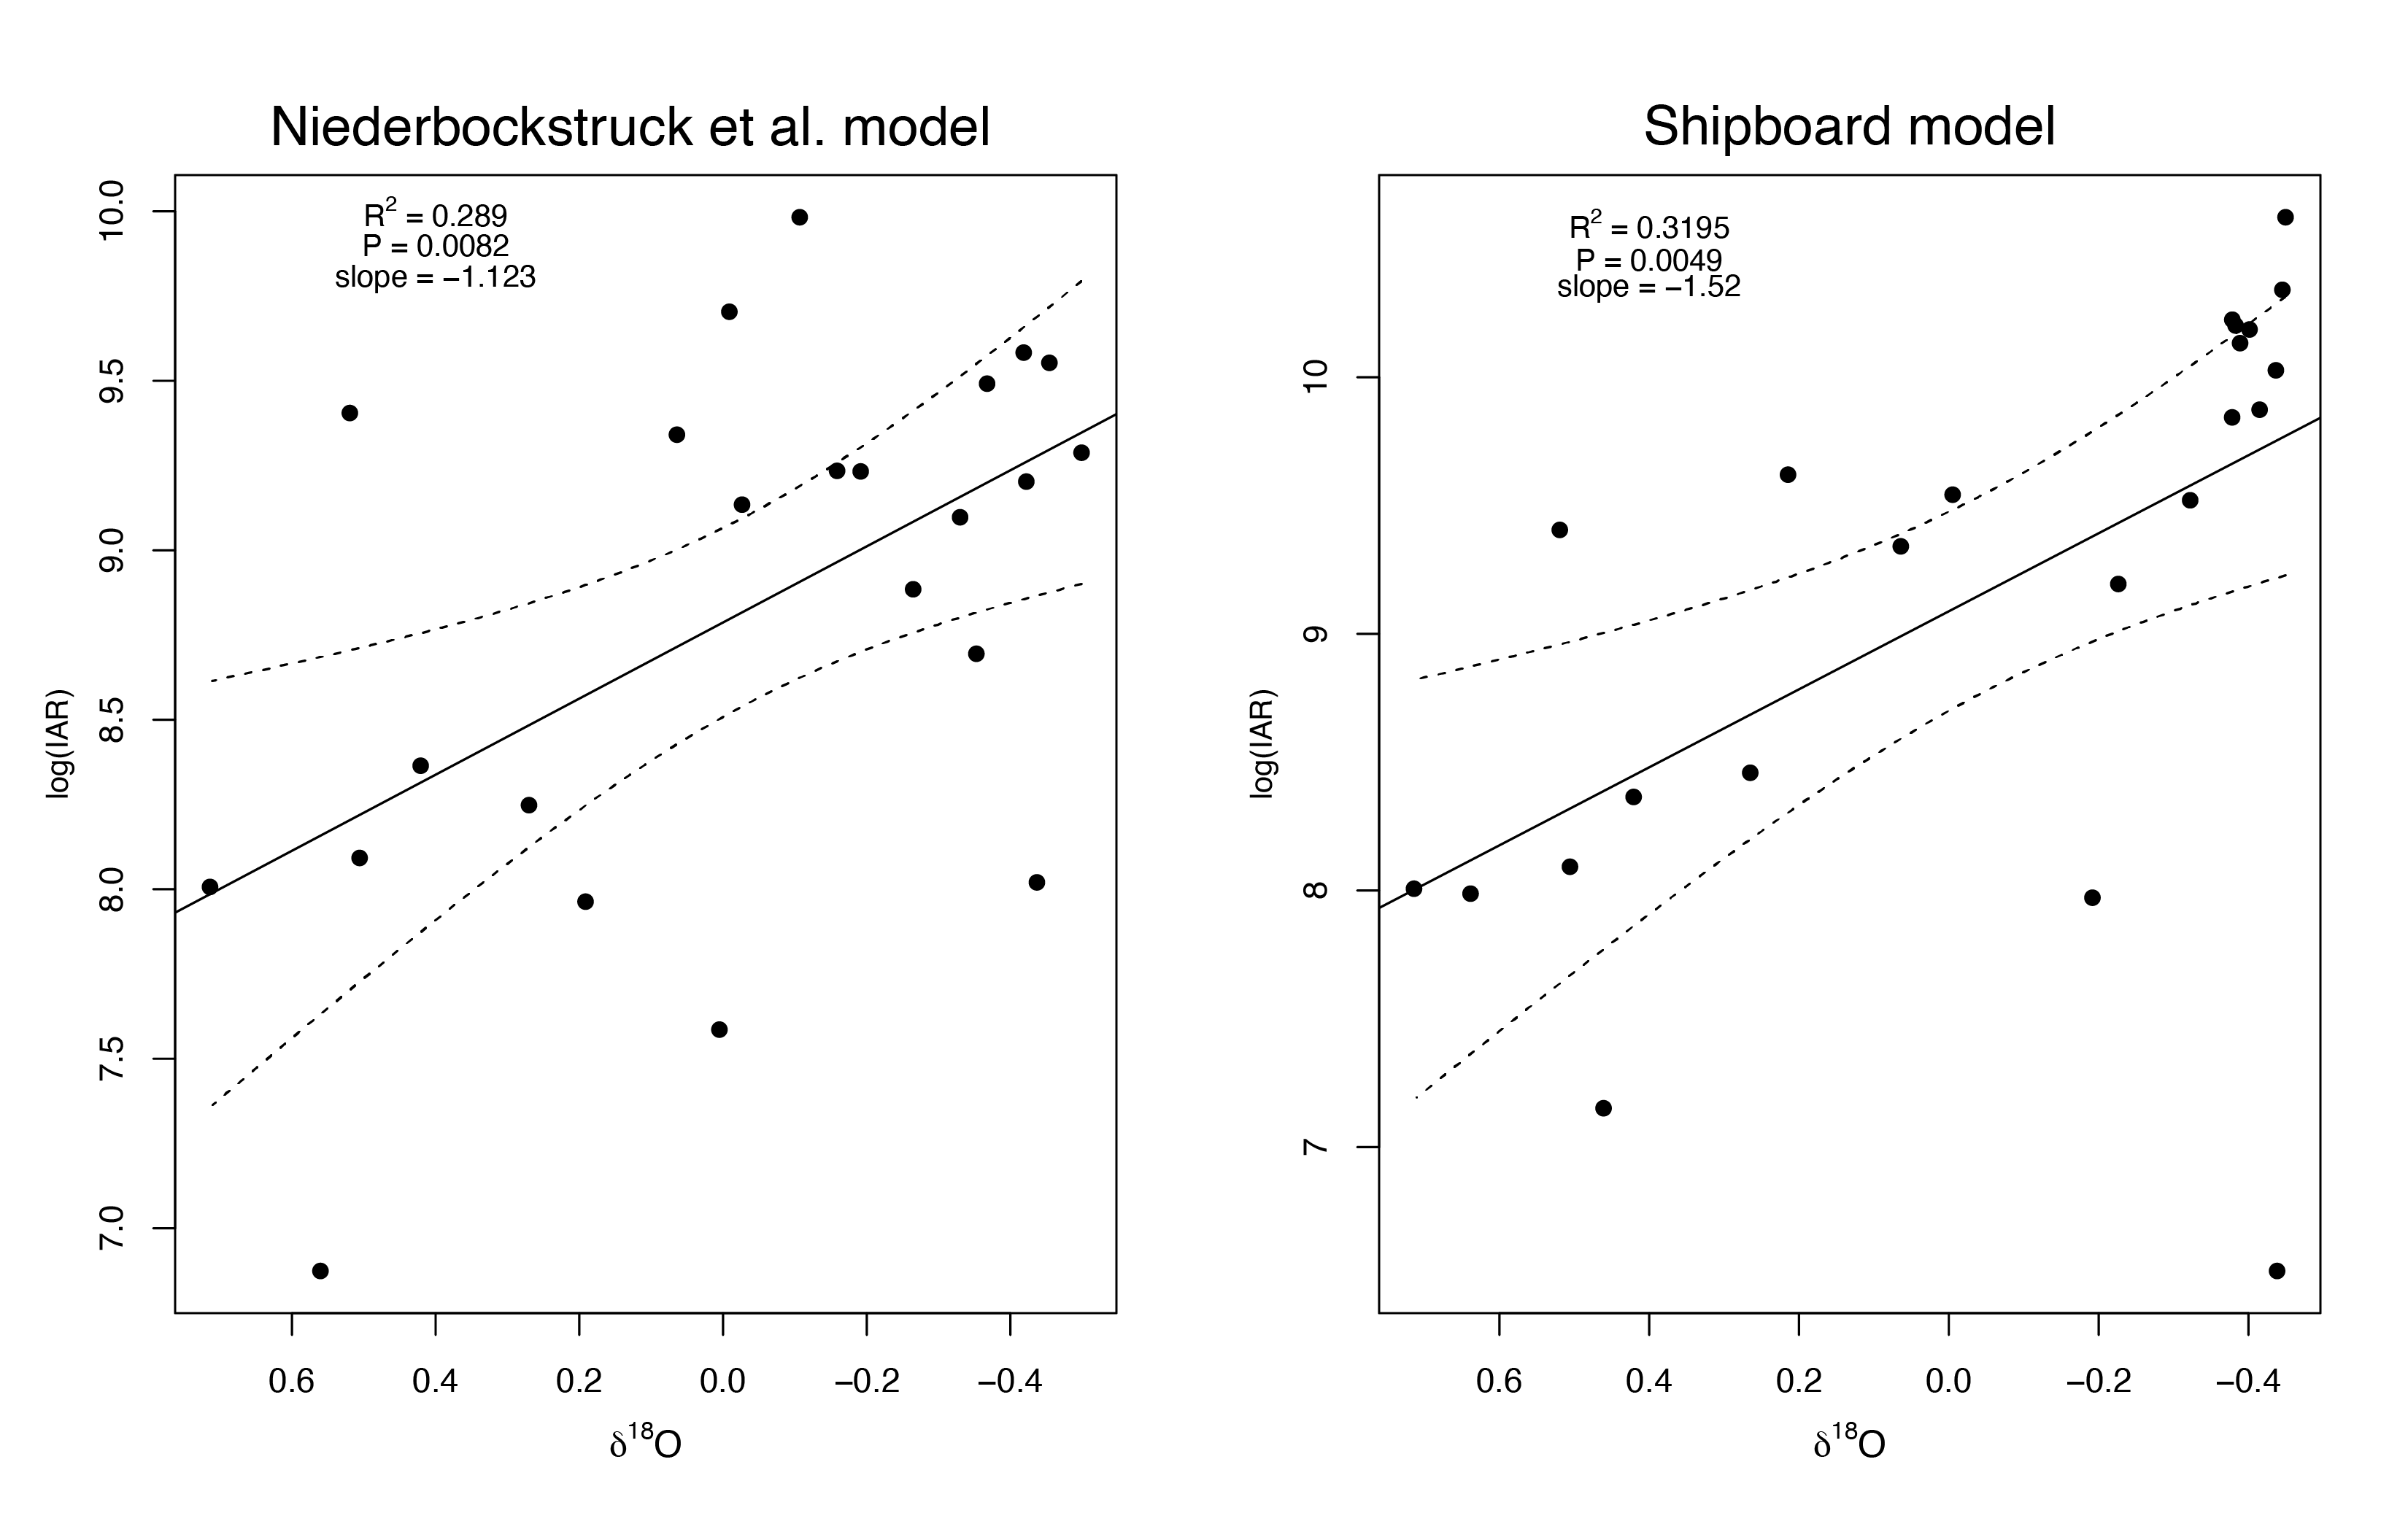 Niederbockstruck et al. model
R² = 0.289
P = 0.0082
slope = −1.123
log(IAR)
10.0
9.5
9.0
8.5
8.0
7.5
7.0
0.6 0.4 0.2 0.0 −0.2 −0.4
δ¹⁸O
Shipboard model
R² = 0.3195
P = 0.0049
slope = −1.52
log(IAR)
10
9
8
7
0.6 0.4 0.2 0.0 −0.2 −0.4
δ¹⁸O